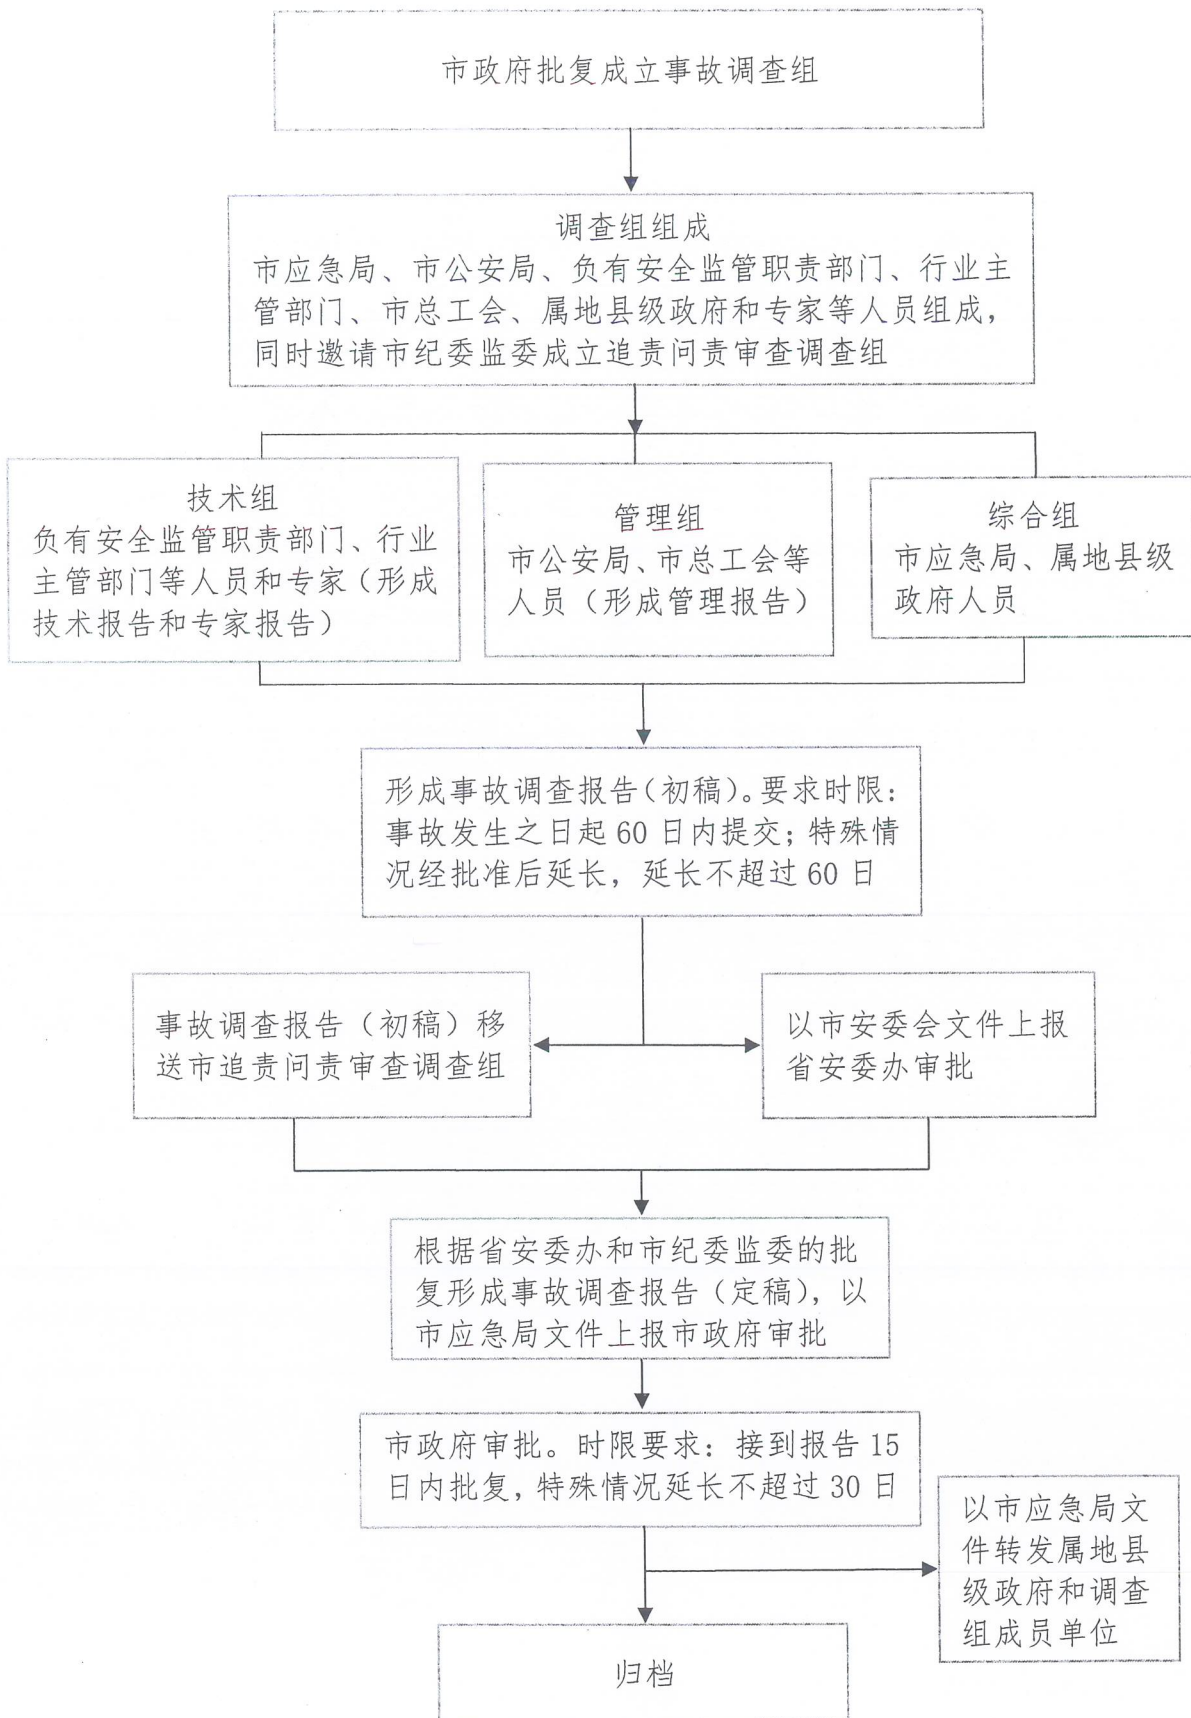 市政府批复成立事故调查组
调查组组成
市应急局、市公安局、负有安全监管职责部门、行业主
管部门、市总工会、属地县级政府和专家等人员组成，
同时邀请市纪委监委成立追责问责审查调查组
技术组
负有安全监管职责部门、行业
主管部门等人员和专家（形成
技术报告和专家报告）
管理组
市公安局、市总工会等
人员（形成管理报告）
综合组
市应急局、属地县级
政府人员
形成事故调查报告（初稿）。要求时限：
事故发生之日起 60 日内提交；特殊情
况经批准后延长，延长不超过 60 日
事故调查报告（初稿）移
送市追责问责审查调查组
以市安委会文件上报
省安委办审批
根据省安委办和市纪委监委的批
复形成事故调查报告（定稿），以
市应急局文件上报市政府审批
市政府审批。时限要求：接到报告 15
日内批复，特殊情况延长不超过 30 日
以市应急局文
件转发属地县
级政府和调查
组成员单位
归档